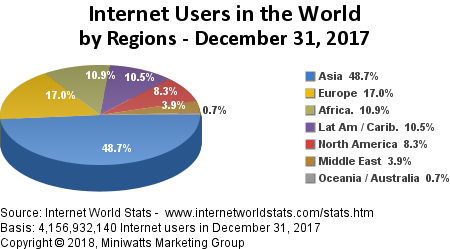 Internet Users in the World
by Regions - December 31, 2017
10.9%
10.5%
8.3%
3.9%
0.7%
17.0%
48.7%
Asia 48.7%
Europe 17.0%
Africa. 10.9%
Lat Am / Carib. 10.5%
North America 8.3%
Middle East 3.9%
Oceania / Australia 0.7%
Source: Internet World Stats - www.internetworldstats.com/stats.htm
Basis: 4,156,932,140 Internet users in December 31, 2017
Copyright © 2018, Miniwatts Marketing Group